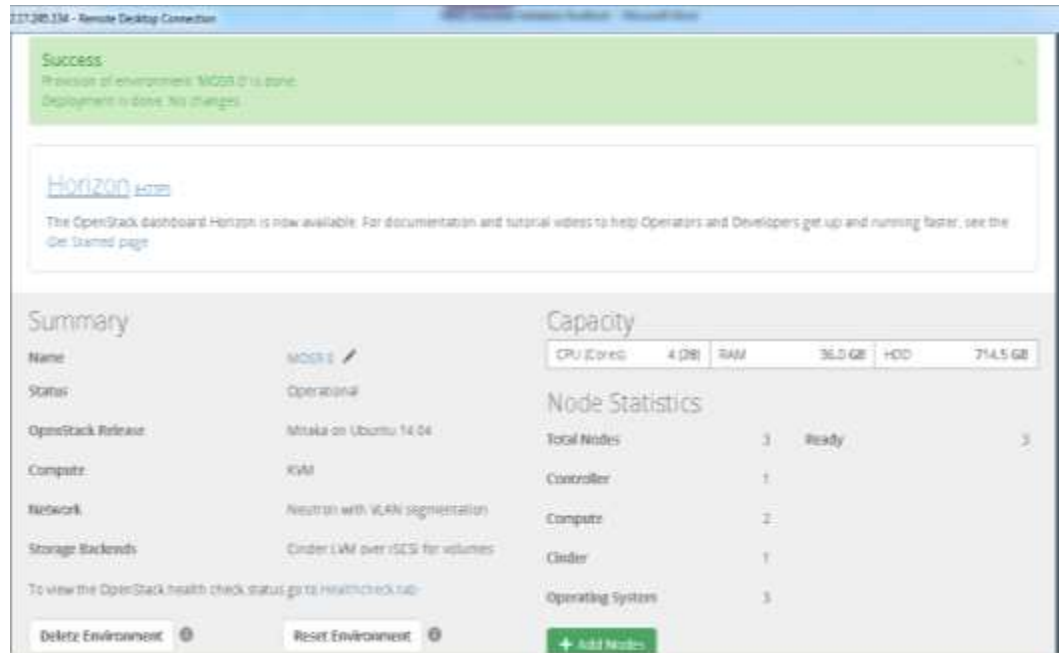 - Remote Desktop Connection
Success
Provision of environment is done.
Deployment is done. No changes.
Horizon
The OpenStack dashboard Horizon is now available. For documentation and tutorial videos to help Operators and Developers get up and running faster, see the
Get Started page
Summary
Name
Status Operational
OpenStack Release Mitaka on Ubuntu 14.04
Compute KVM
Network Neutron with VLAN segmentation
Storage Backends Cinder LVM over iSCSI for volumes
To view the OpenStack health check status go to Healthcheck tab
Delete Environment Reset Environment
Capacity
CPU (Cores) 4 (28) RAM 36.0 GB HDD 714.5 GB
Node Statistics
Total Nodes 3 Ready 3
Controller 1
Compute 2
Cinder 1
Operating System 3
+ Add Nodes